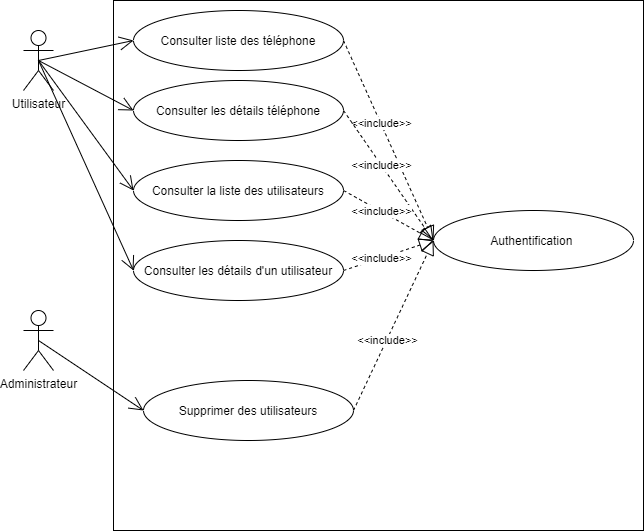 Consulter liste des téléphone
Utilisateur
Consulter les détails téléphone
<<include>>
<<include>>
Consulter la liste des utilisateurs
<<include>>
Authentification
<<include>>
Consulter les détails d'un utilisateur
<<include>>
Administrateur
Supprimer des utilisateurs